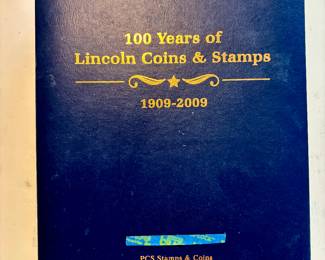 100 Years of
Lincoln Coins & Stamps
1909-2009
PCS Stamps & Coins